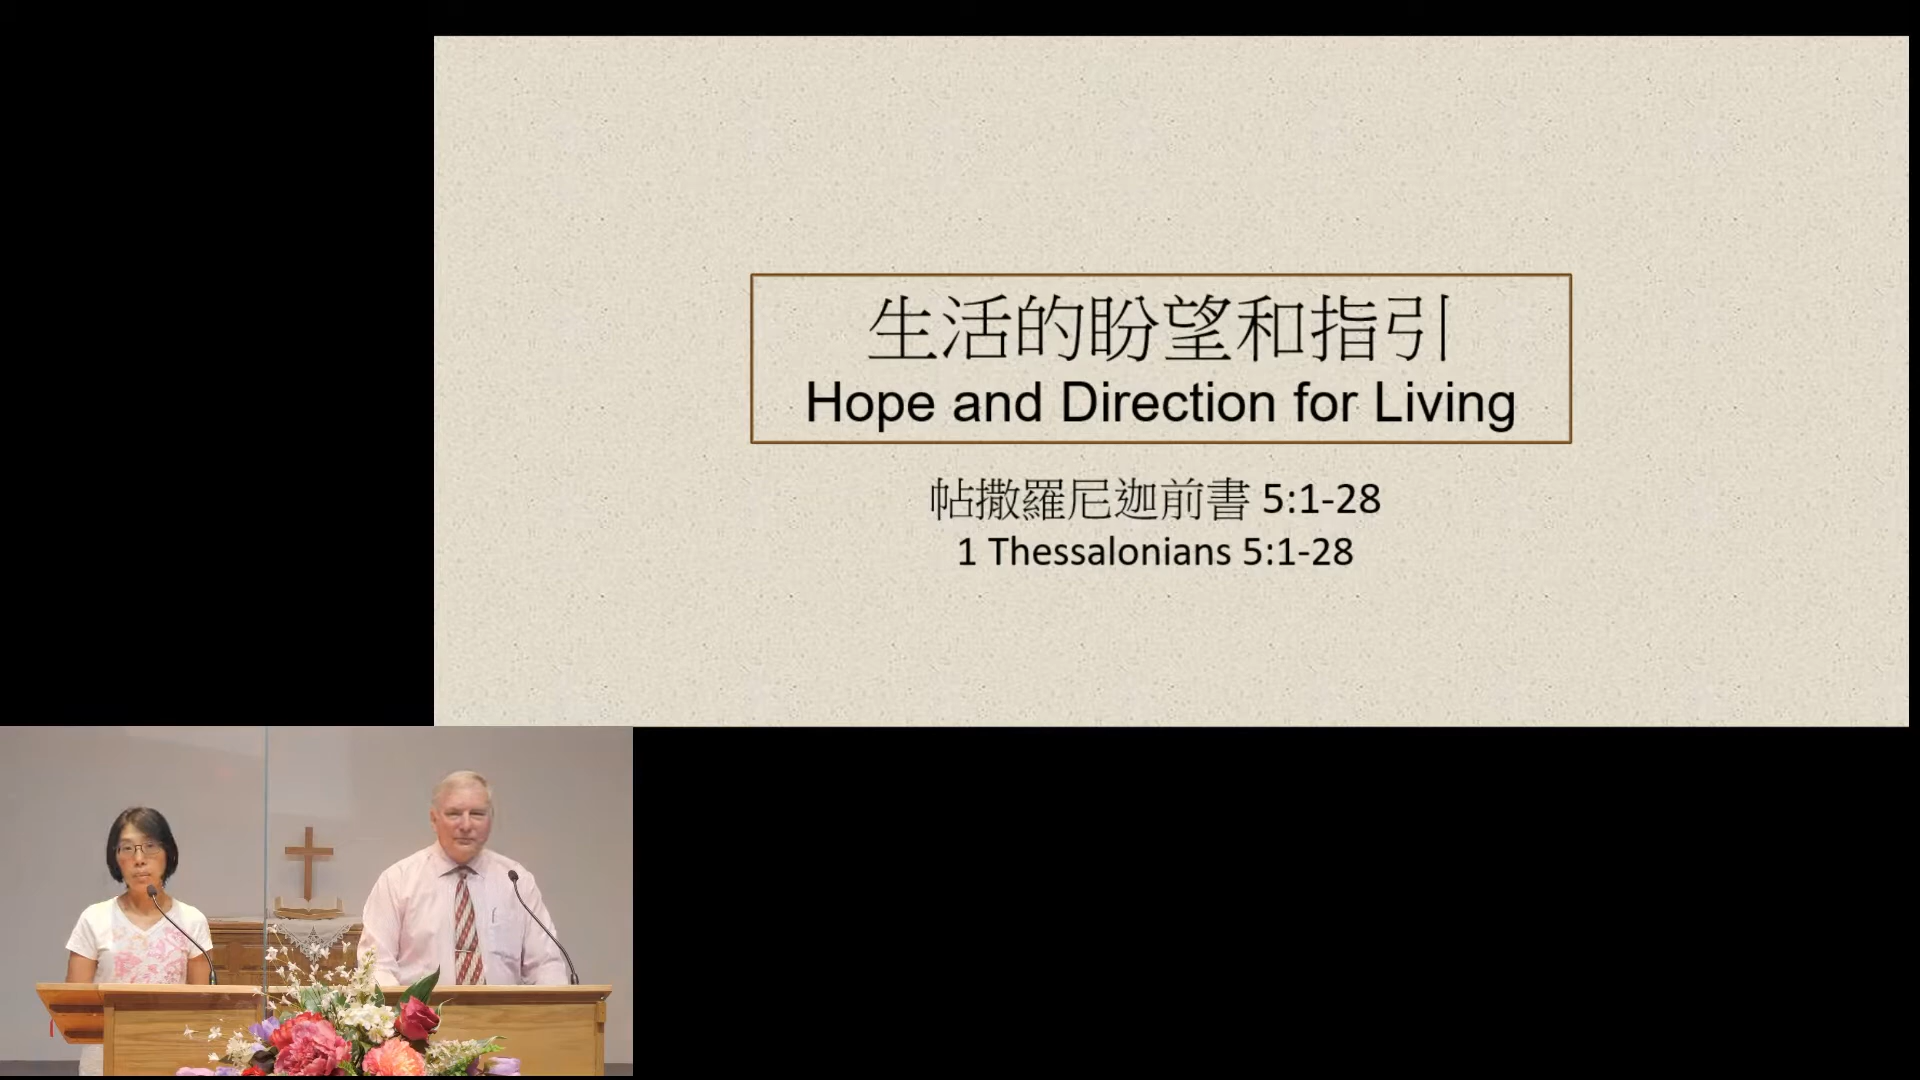 生活的盼望和指引
Hope and Direction for Living
帖撒羅尼迦前書 5:1-28
1 Thessalonians 5:1-28